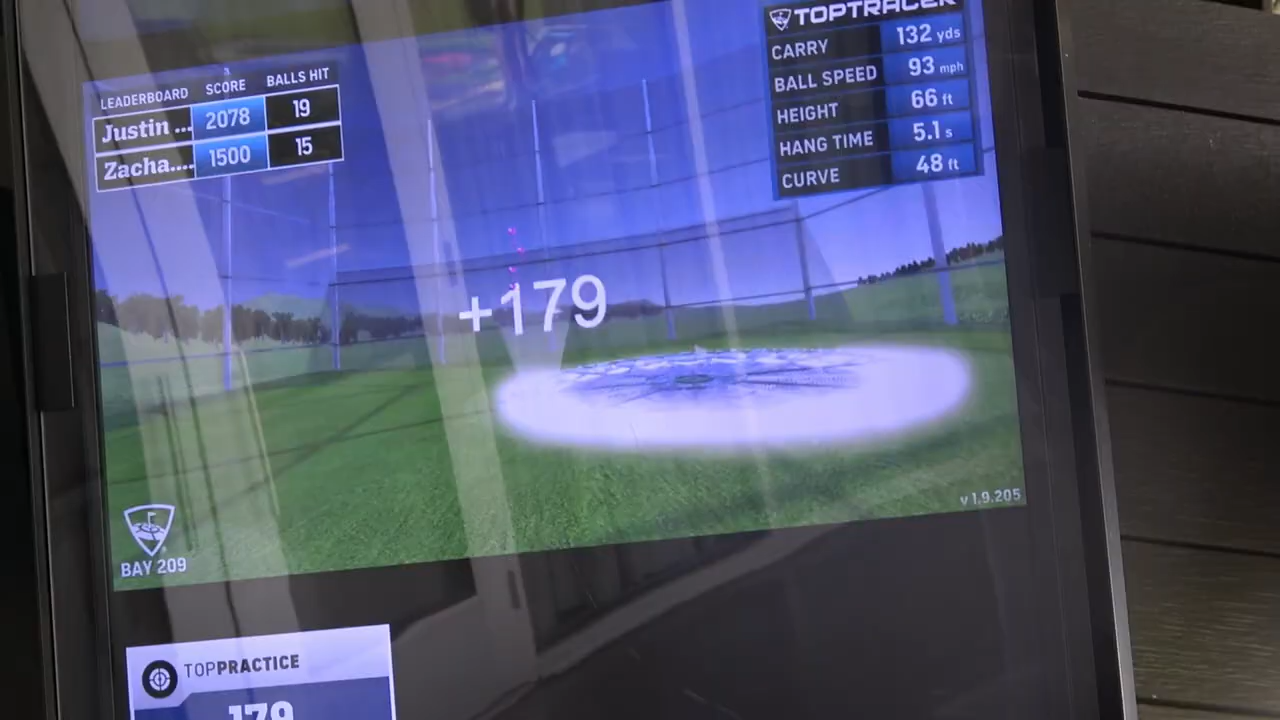 TOPTRACER
CARRY 132 yds
BALL SPEED 93 mph
HEIGHT 66 ft
HANG TIME 5.1 s
CURVE 48 ft
LEADERBOARD SCORE BALLS HIT
Justin ... 2078 19
Zacha.... 1500 15
+179
v 1.9.205
BAY 209
TOPPRACTICE
179